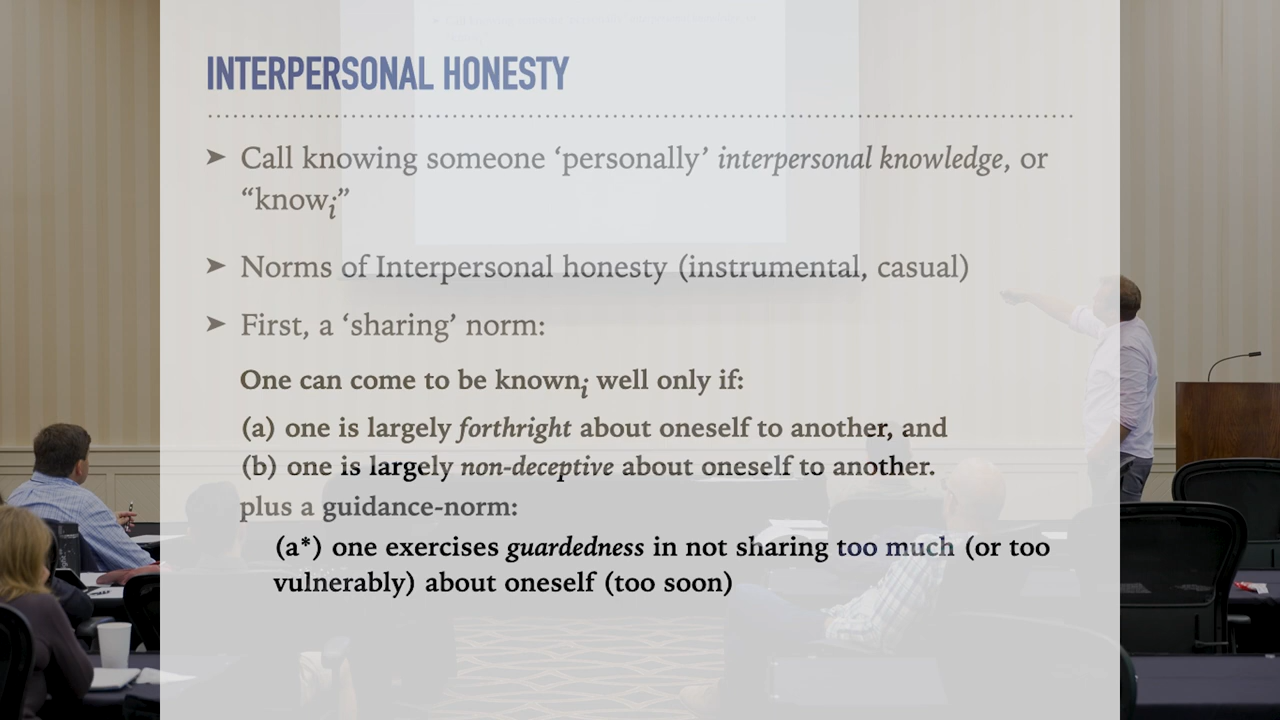 INTERPERSONAL HONESTY
➤ Call knowing someone ‘personally’ interpersonal knowledge, or
“knowᵢ”
➤ Norms of Interpersonal honesty (instrumental, casual)
➤ First, a ‘sharing’ norm:
One can come to be knownᵢ well only if:
(a) one is largely forthright about oneself to another, and
(b) one is largely non-deceptive about oneself to another.
plus a guidance-norm:
(a*) one exercises guardedness in not sharing too much (or too
vulnerably) about oneself (too soon)